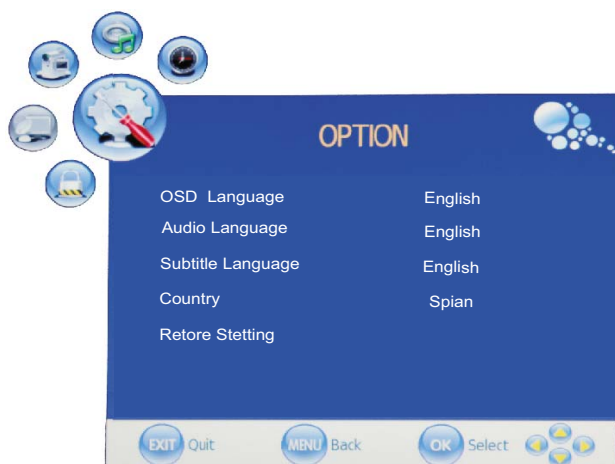 OPTION
OSD Language English
Audio Language English
Subtitle Language English
Country Spian
Retore Stetting
EXIT Quit MENU Back OK Select